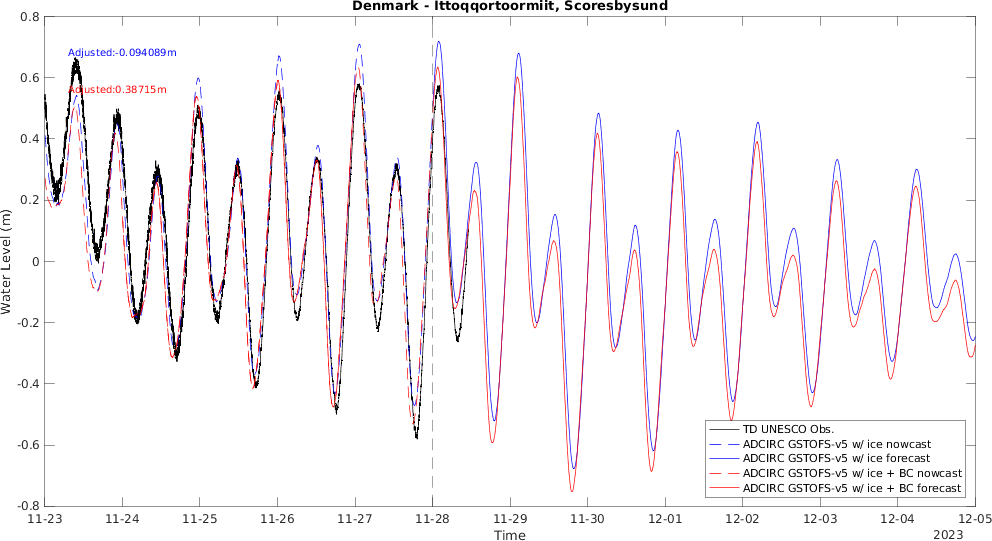 Denmark - Ittoqqortoormiit, Scoresbysund
Adjusted:-0.094089m
Adjusted:0.38715m
Water Level (m)
0.8
0.6
0.4
0.2
0
-0.2
-0.4
-0.6
-0.8
TD UNESCO Obs.
ADCIRC GSTOFS-v5 w/ ice nowcast
ADCIRC GSTOFS-v5 w/ ice forecast
ADCIRC GSTOFS-v5 w/ ice + BC nowcast
ADCIRC GSTOFS-v5 w/ ice + BC forecast
11-23 11-24 11-25 11-26 11-27 11-28 11-29 11-30 12-01 12-02 12-03 12-04 12-05
Time
2023